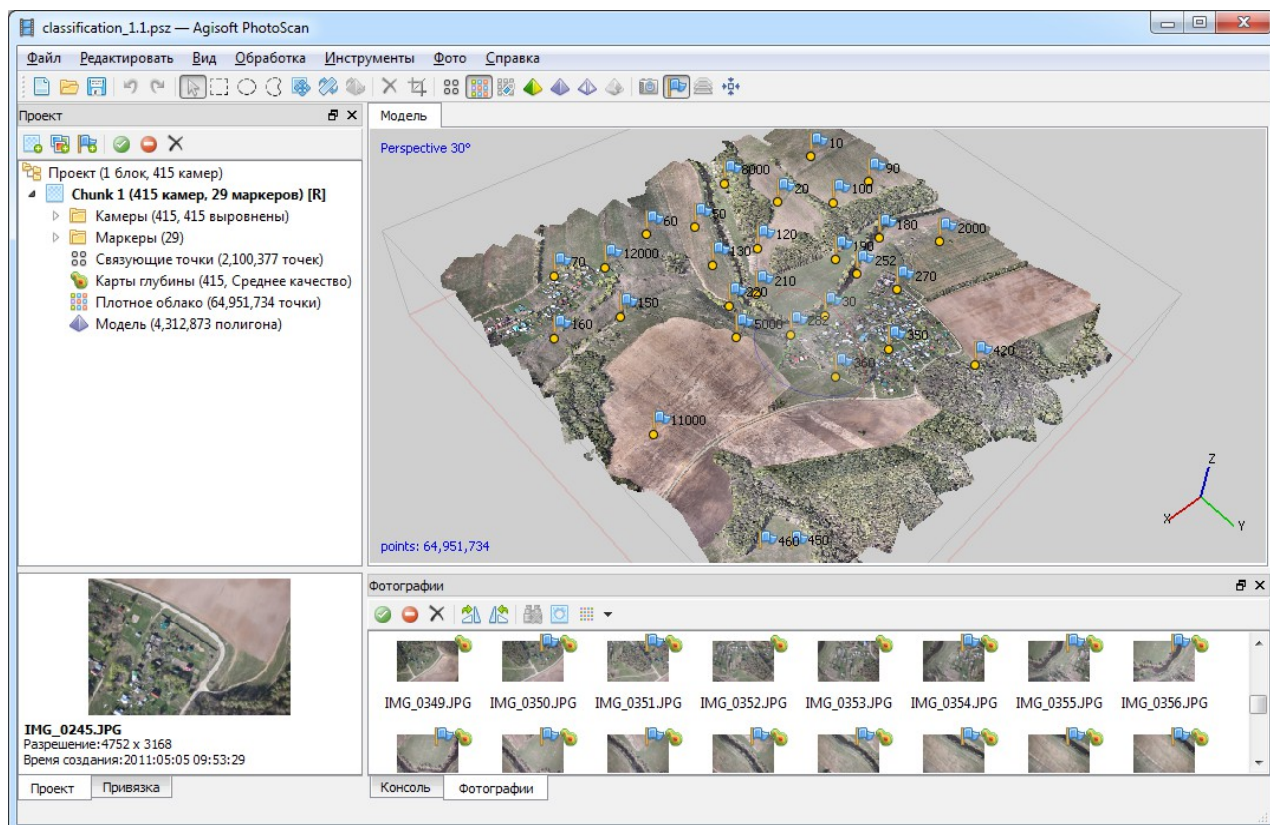 classification_1.1.psz — Agisoft PhotoScan
Файл Редактировать Вид Обработка Инструменты Фото Справка
Проект
Модель
Проект (1 блок, 415 камер)
Chunk 1 (415 камер, 29 маркеров) [R]
Камеры (415, 415 выровнены)
Маркеры (29)
Связующие точки (2,100,377 точек)
Карты глубины (415, Среднее качество)
Плотное облако (64,951,734 точки)
Модель (4,312,873 полигона)
Perspective 30°
10
8000
90
20
100
60
50
180
2000
120
190
12000
130
70
252
270
210
220
30
150
5000
282
160
350
420
360
11000
460
450
Z
X
Y
points: 64,951,734
IMG_0245.JPG
Разрешение:4752 x 3168
Время создания:2011:05:05 09:53:29
Проект Привязка
Фотографии
IMG_0349.JPG IMG_0350.JPG IMG_0351.JPG IMG_0352.JPG IMG_0353.JPG IMG_0354.JPG IMG_0355.JPG IMG_0356.JPG
Консоль Фотографии